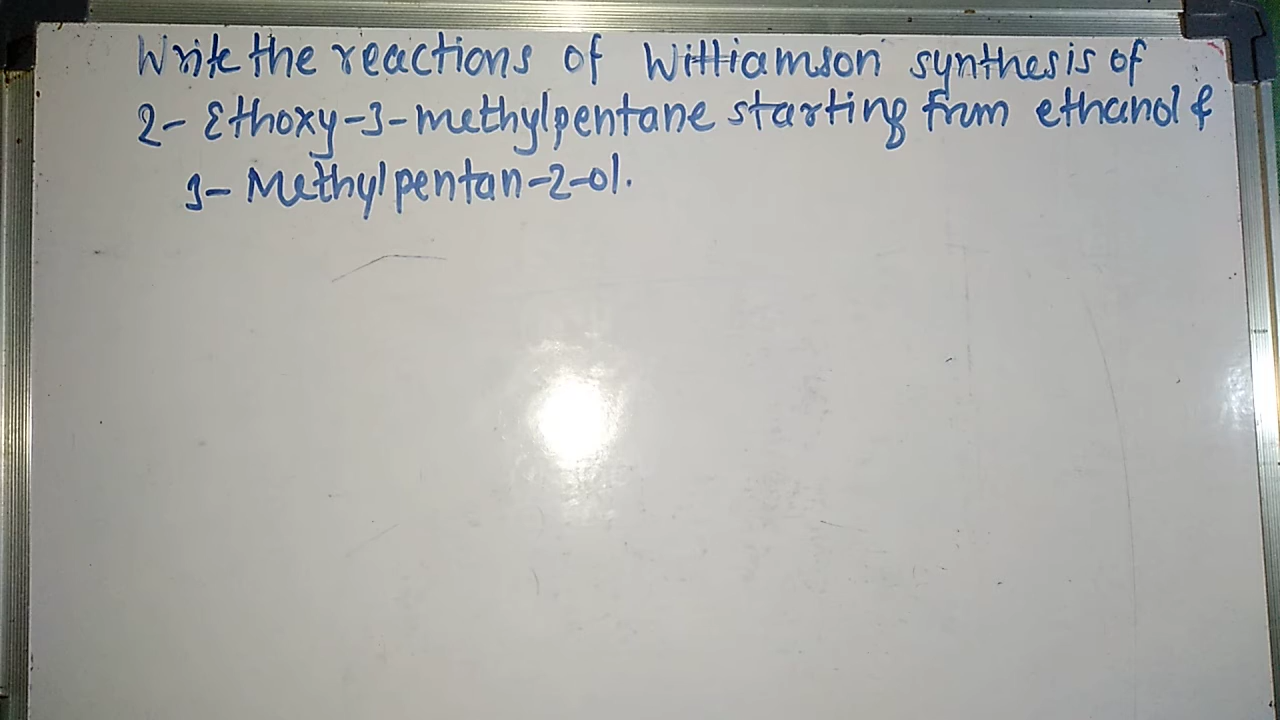 Write the reactions of Williamson synthesis of
2- Ethoxy-3-methylpentane starting from ethanol &
3- Methylpentan-2-ol.